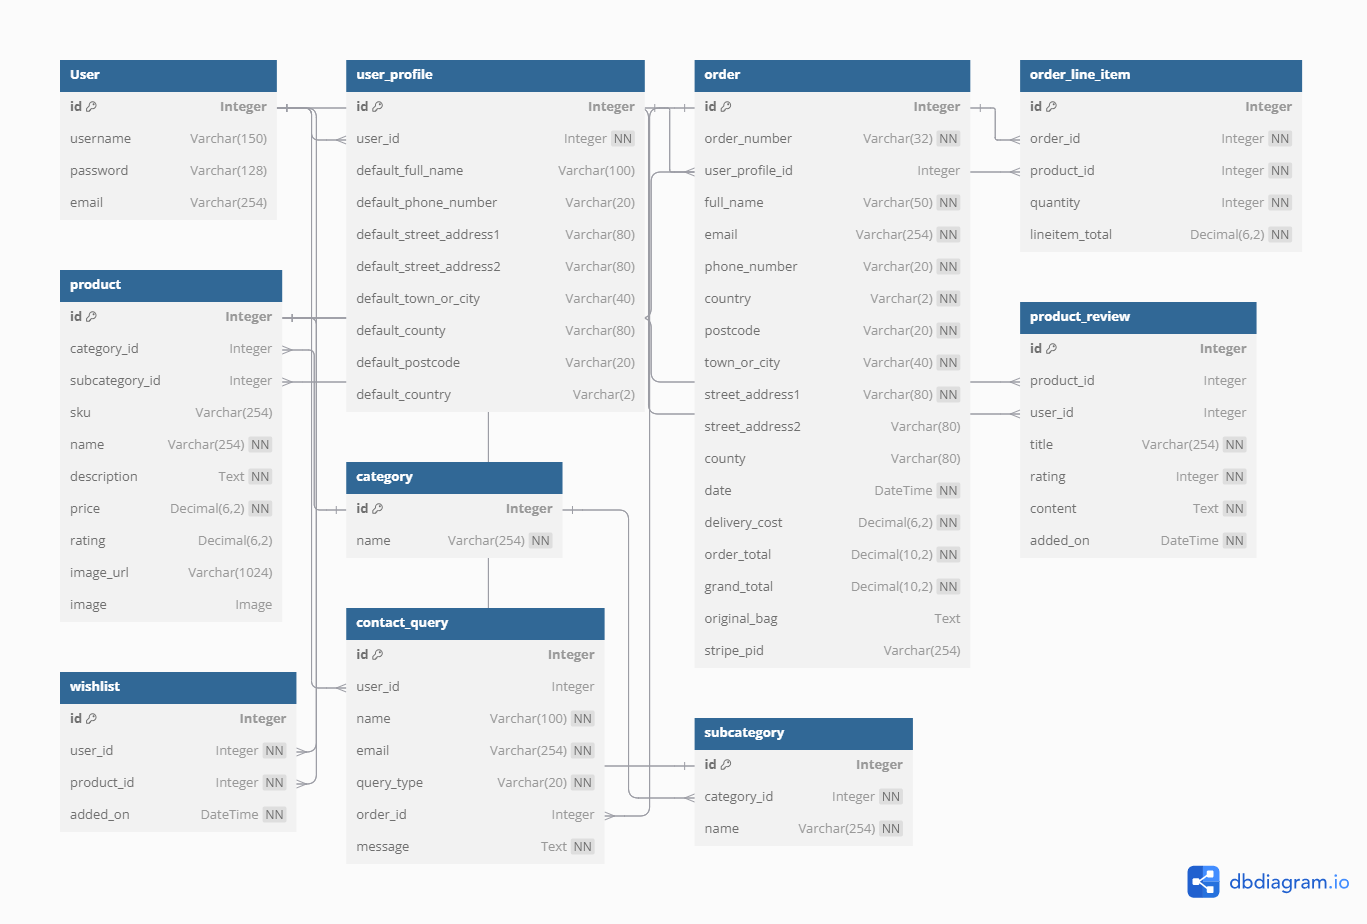 User
id Integer
username Varchar(150)
password Varchar(128)
email Varchar(254)
user_profile
id Integer
user_id Integer NN
default_full_name Varchar(100)
default_phone_number Varchar(20)
default_street_address1 Varchar(80)
default_street_address2 Varchar(80)
default_town_or_city Varchar(40)
default_county Varchar(80)
default_postcode Varchar(20)
default_country Varchar(2)
order
id Integer
order_number Varchar(32) NN
user_profile_id Integer
full_name Varchar(50) NN
email Varchar(254) NN
phone_number Varchar(20) NN
country Varchar(2) NN
postcode Varchar(20) NN
town_or_city Varchar(40) NN
street_address1 Varchar(80) NN
street_address2 Varchar(80)
county Varchar(80)
date DateTime NN
delivery_cost Decimal(6,2) NN
order_total Decimal(10,2) NN
grand_total Decimal(10,2) NN
original_bag Text
stripe_pid Varchar(254)
order_line_item
id Integer
order_id Integer NN
product_id Integer NN
quantity Integer NN
lineitem_total Decimal(6,2) NN
product
id Integer
category_id Integer
subcategory_id Integer
sku Varchar(254)
name Varchar(254) NN
description Text NN
price Decimal(6,2) NN
rating Decimal(6,2)
image_url Varchar(1024)
image Image
product_review
id Integer
product_id Integer
user_id Integer
title Varchar(254) NN
rating Integer NN
content Text NN
added_on DateTime NN
category
id Integer
name Varchar(254) NN
contact_query
id Integer
user_id Integer
name Varchar(100) NN
email Varchar(254) NN
query_type Varchar(20) NN
order_id Integer
message Text NN
wishlist
id Integer
user_id Integer NN
product_id Integer NN
added_on DateTime NN
subcategory
id Integer
category_id Integer NN
name Varchar(254) NN
dbdiagram.io